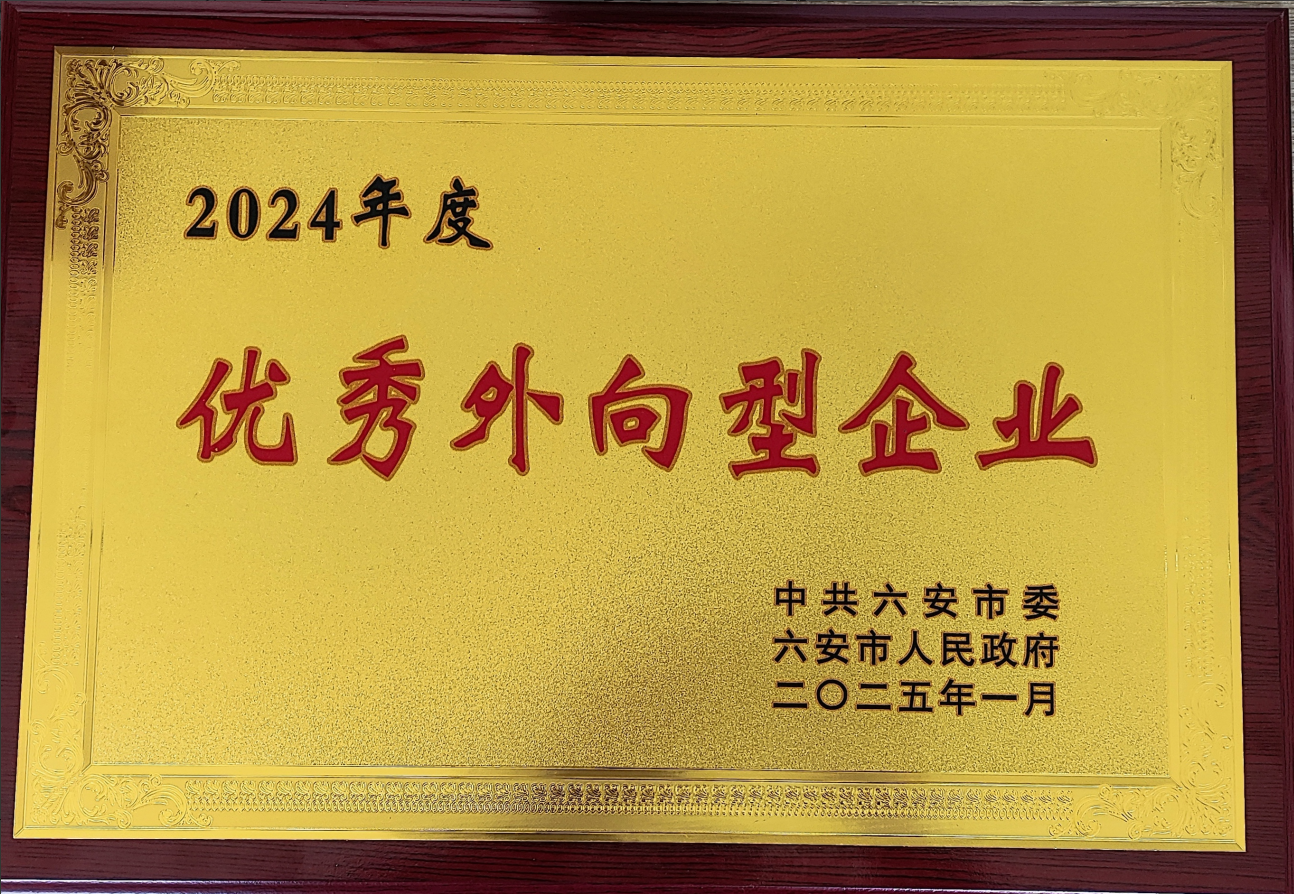 2024年度
优秀外向型企业
中共六安市委
六安市人民政府
二〇二五年一月